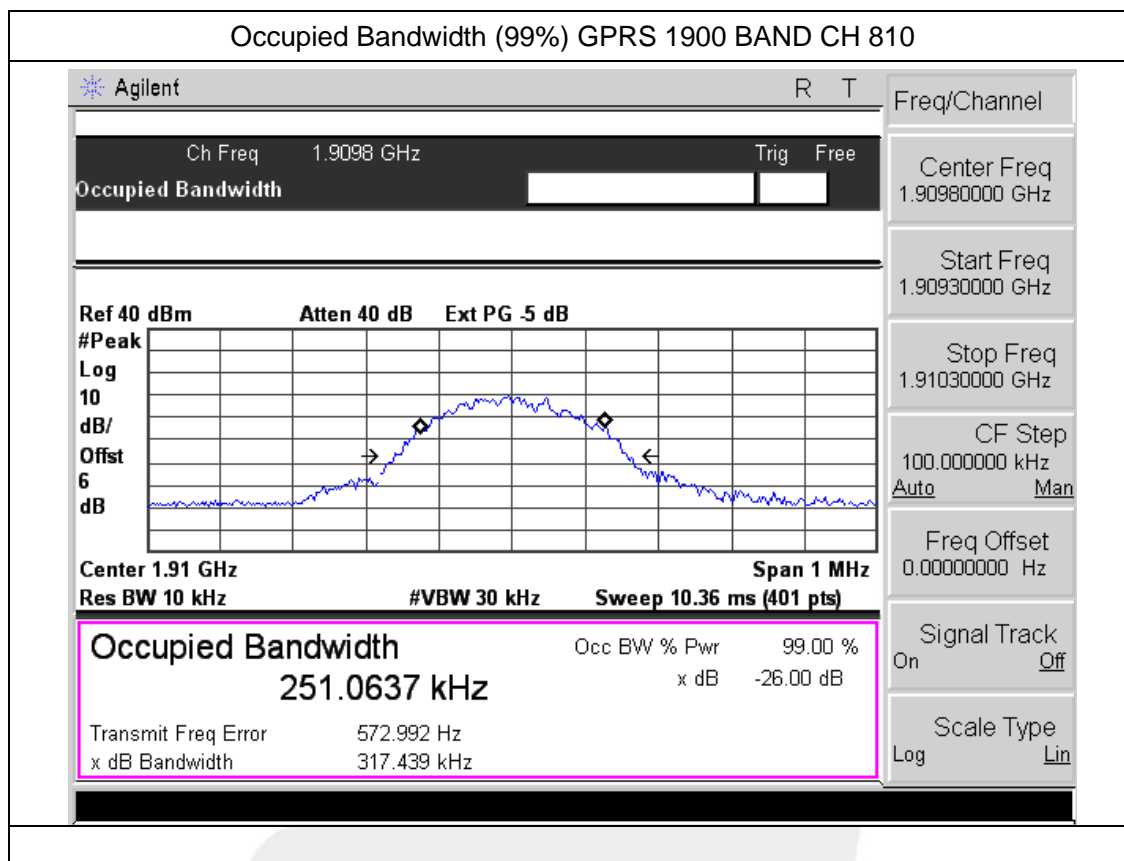 Occupied Bandwidth (99%) GPRS 1900 BAND CH 810
Agilent R T
Ch Freq 1.9098 GHz Trig Free
Occupied Bandwidth
Ref 40 dBm Atten 40 dB Ext PG -5 dB
#Peak
Log
10
dB/
Offst
6
dB
Center 1.91 GHz Span 1 MHz
Res BW 10 kHz #VBW 30 kHz Sweep 10.36 ms (401 pts)
Occupied Bandwidth Occ BW % Pwr 99.00 %
251.0637 kHz x dB -26.00 dB
Transmit Freq Error 572.992 Hz
x dB Bandwidth 317.439 kHz
Freq/Channel
Center Freq
1.90980000 GHz
Start Freq
1.90930000 GHz
Stop Freq
1.91030000 GHz
CF Step
100.000000 kHz
Auto Man
Freq Offset
0.00000000 Hz
Signal Track
On Off
Scale Type
Log Lin